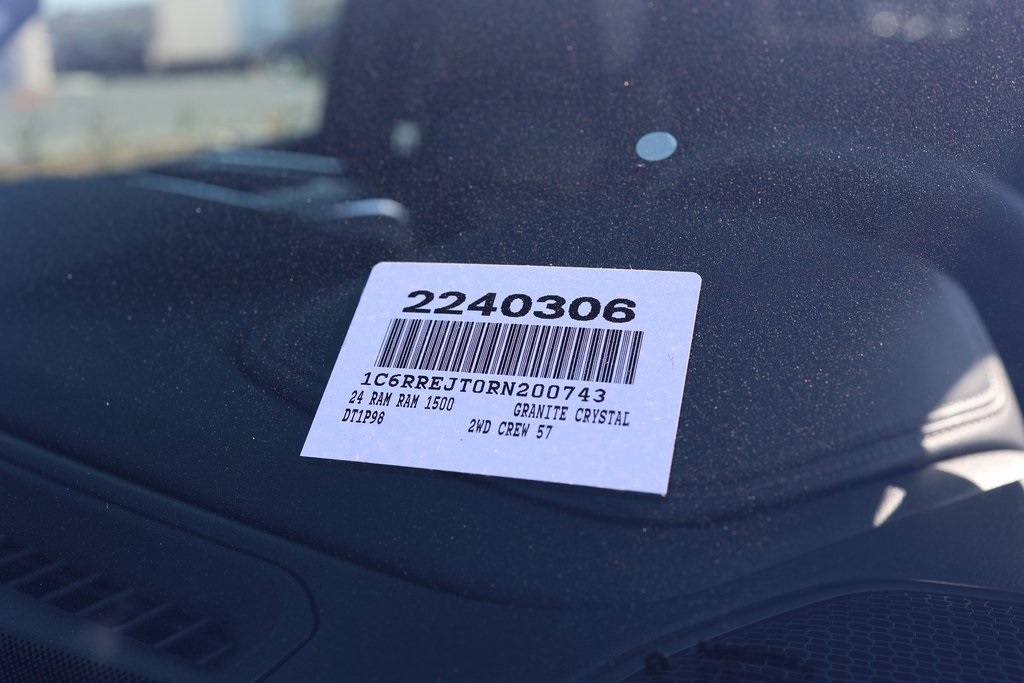 2240306
1C6RREJT0RN200743
24 RAM RAM 1500 GRANITE CRYSTAL
DT1P98 2WD CREW 57